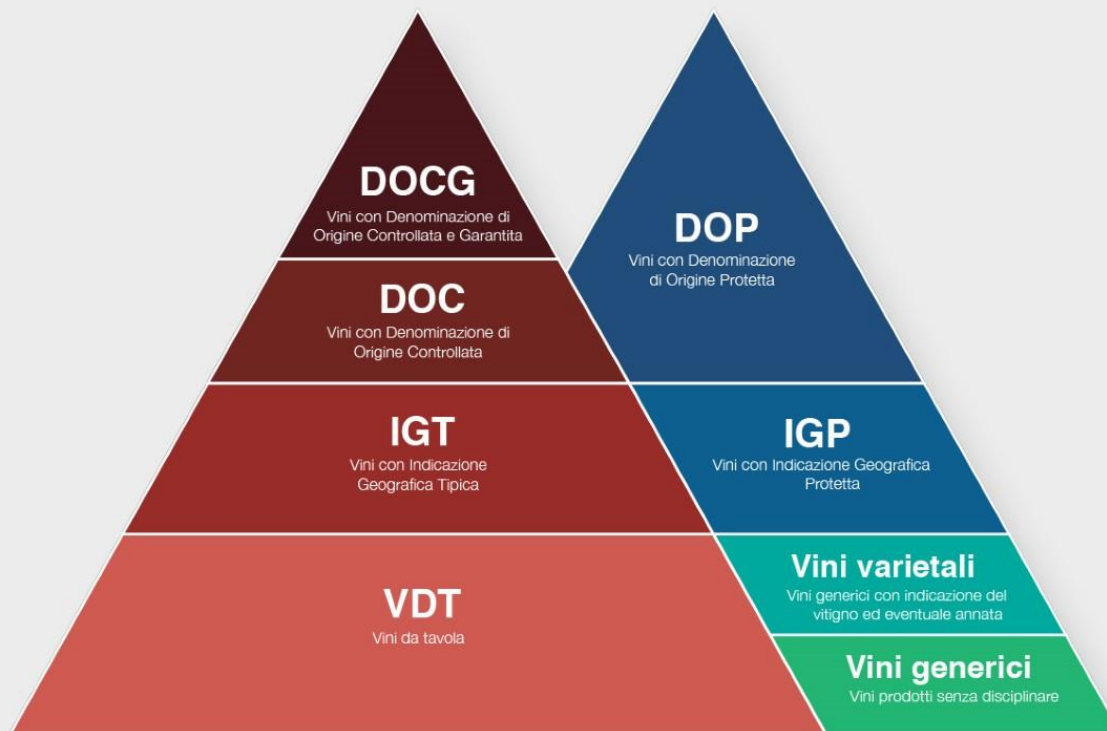 DOCG
Vini con Denominazione di
Origine Controllata e Garantita
DOC
Vini con Denominazione di
Origine Controllata
IGT
Vini con Indicazione
Geografica Tipica
VDT
Vini da tavola
DOP
Vini con Denominazione
di Origine Protetta
IGP
Vini con Indicazione Geografica
Protetta
Vini varietali
Vini generici con indicazione del
vitigno ed eventuale annata
Vini generici
Vini prodotti senza disciplinare